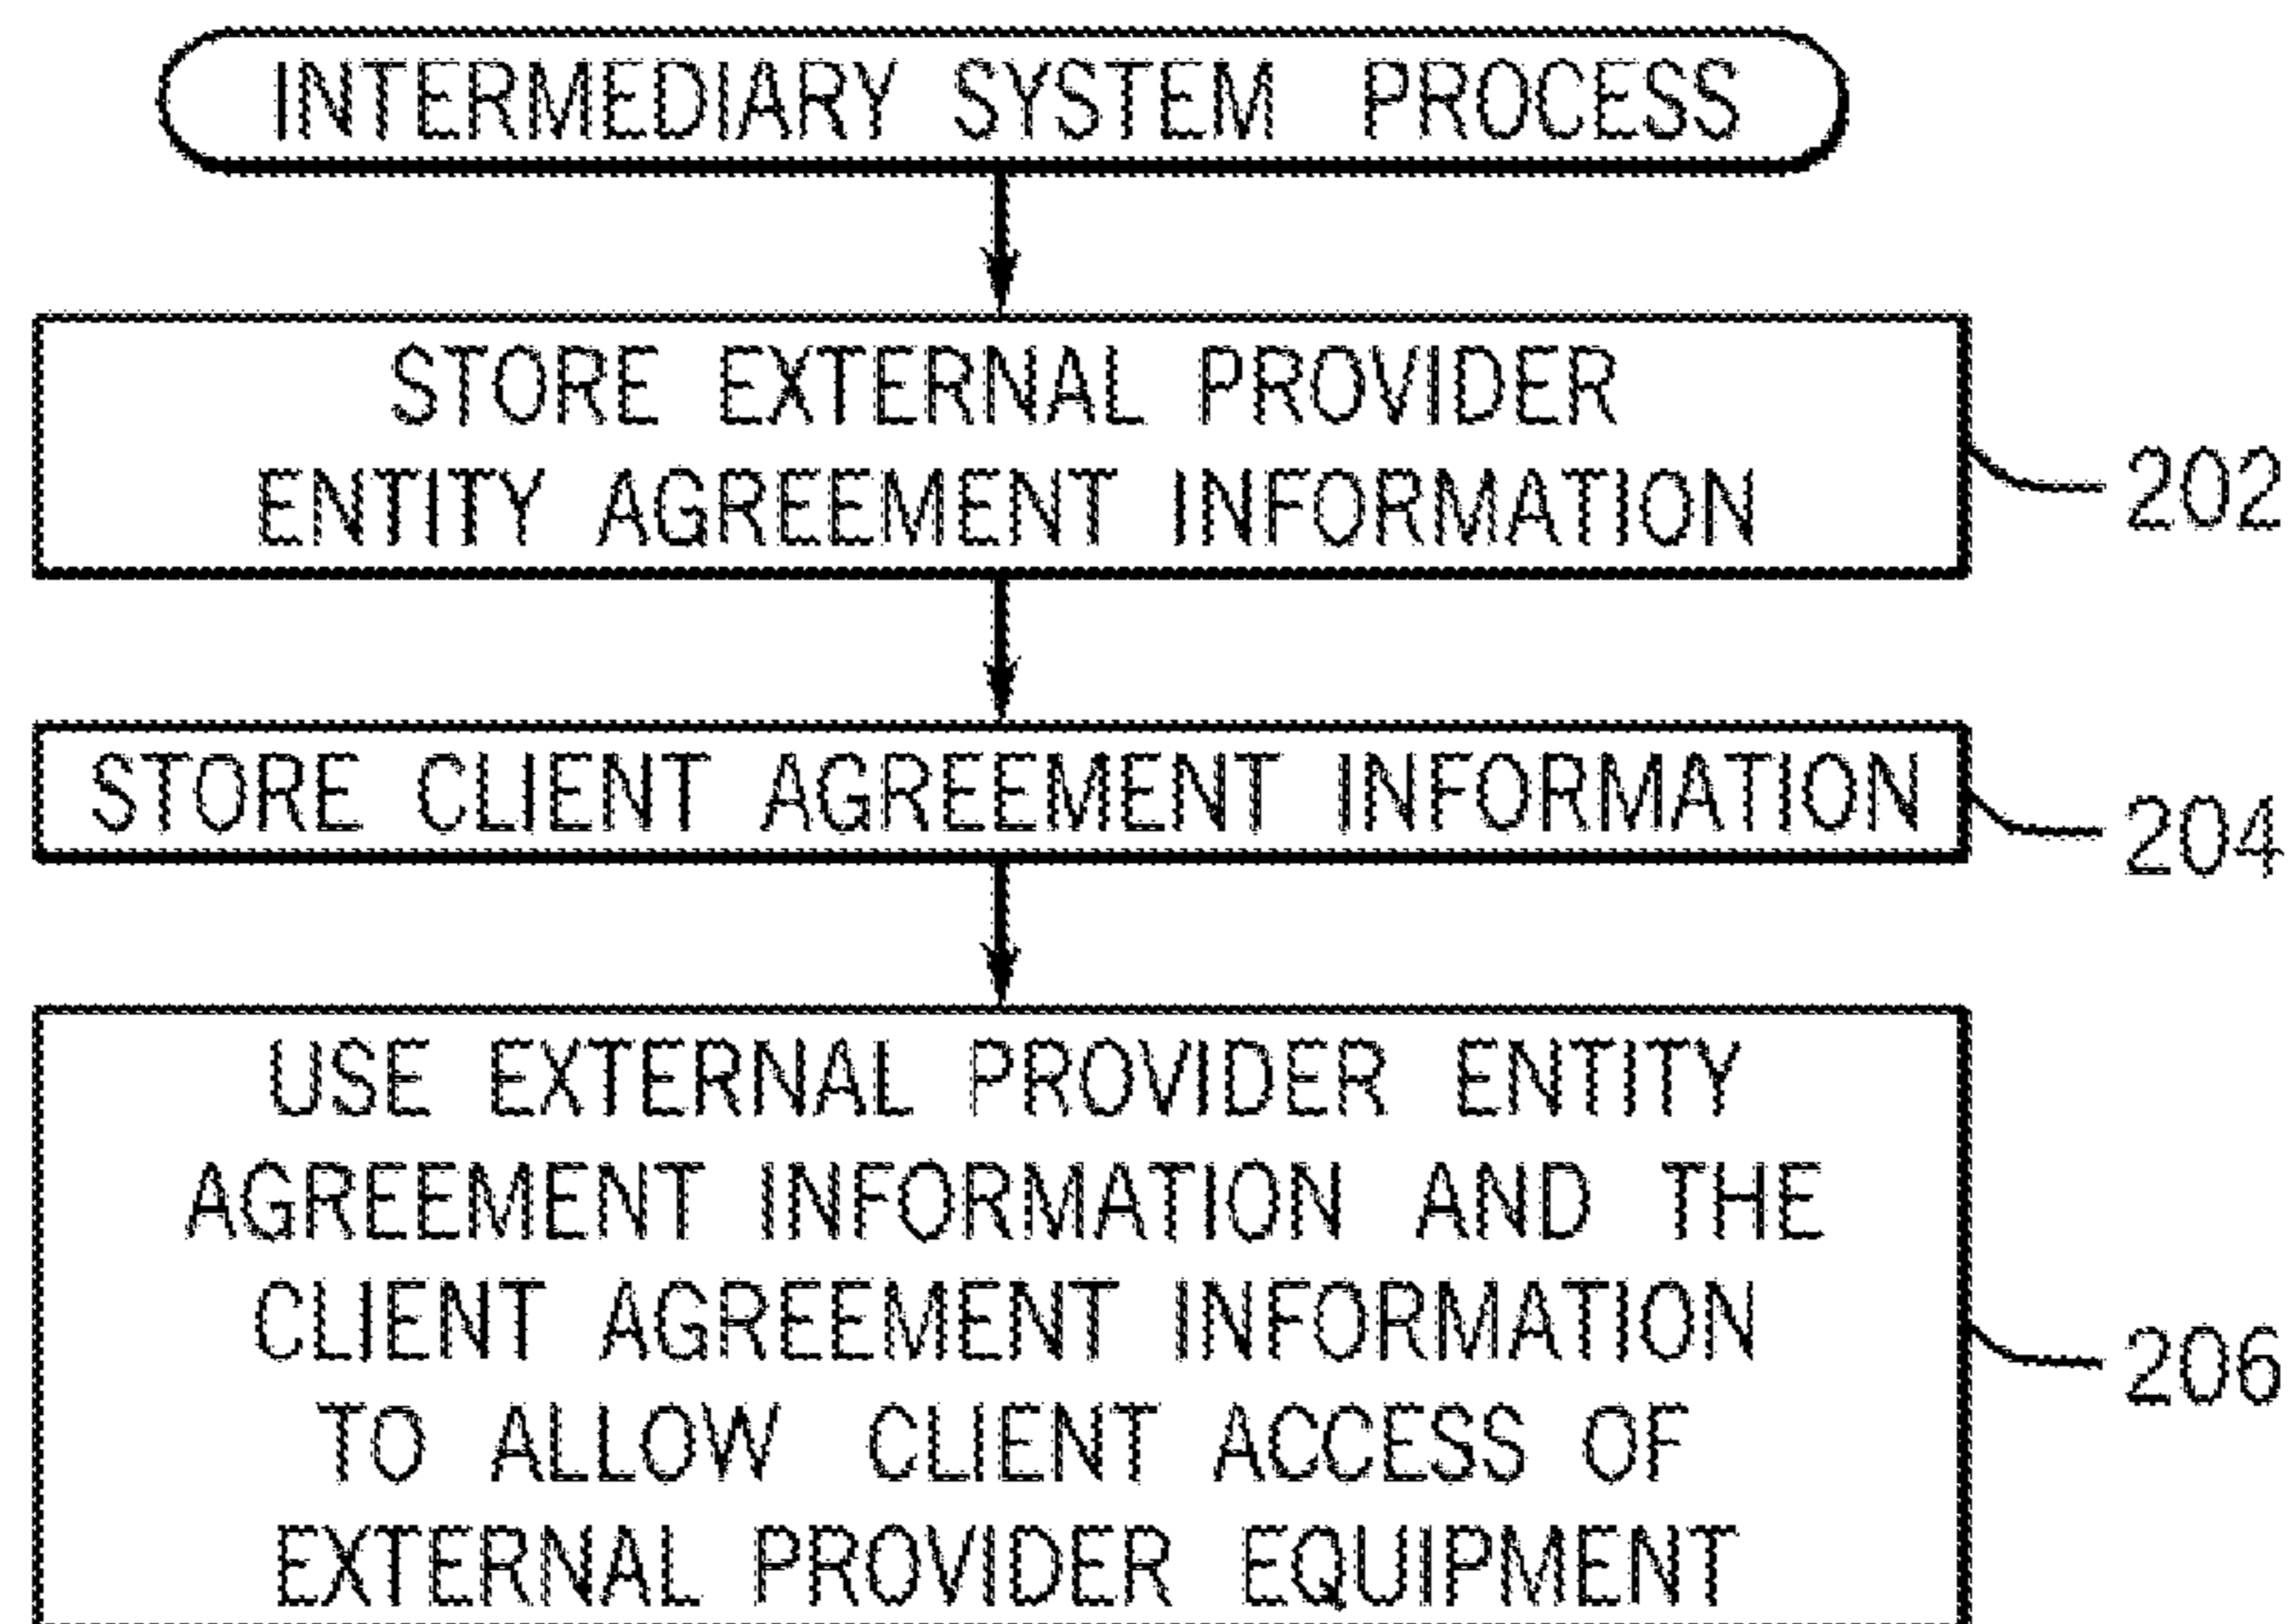 INTERMEDIARY SYSTEM PROCESS
STORE EXTERNAL PROVIDER
ENTITY AGREEMENT INFORMATION
202
STORE CLIENT AGREEMENT INFORMATION
204
USE EXTERNAL PROVIDER ENTITY
AGREEMENT INFORMATION AND THE
CLIENT AGREEMENT INFORMATION
TO ALLOW CLIENT ACCESS OF
EXTERNAL PROVIDER EQUIPMENT
206